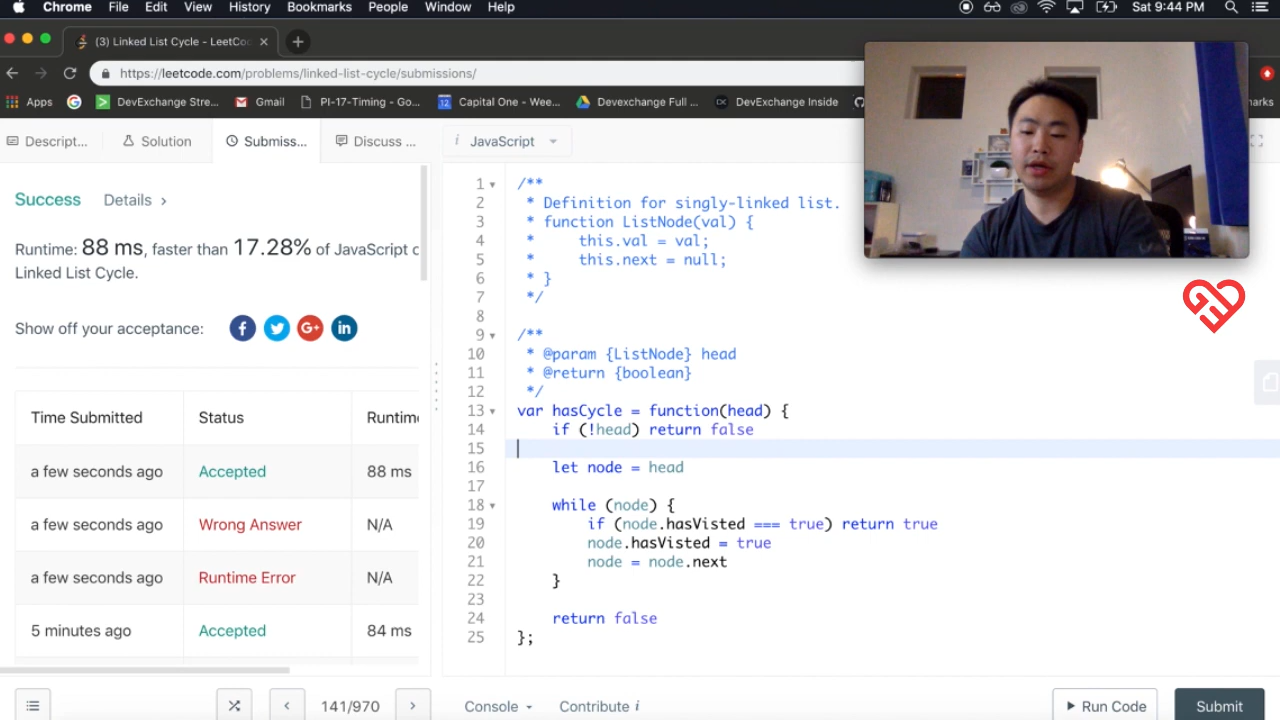 Chrome File Edit View History Bookmarks People Window Help Sat 9:44 PM
(3) Linked List Cycle - LeetCo
https://leetcode.com/problems/linked-list-cycle/submissions/
Apps DevExchange Stre... Gmail PI-17-Timing - Go... 12 Capital One - Wee... Devexchange Full ... DC DevExchange Inside marks
Descript... Solution Submiss... Discuss ... i JavaScript
Success Details >
Runtime: 88 ms, faster than 17.28% of JavaScript o
Linked List Cycle.
Show off your acceptance: f G+ in
Time Submitted Status Runtime
a few seconds ago Accepted 88 ms
a few seconds ago Wrong Answer N/A
a few seconds ago Runtime Error N/A
5 minutes ago Accepted 84 ms
1 /**
2 * Definition for singly-linked list.
3 * function ListNode(val) {
4 * this.val = val;
5 * this.next = null;
6 * }
7 */
8
9 /**
10 * @param {ListNode} head
11 * @return {boolean}
12 */
13 var hasCycle = function(head) {
14 if (!head) return false
15
16 let node = head
17
18 while (node) {
19 if (node.hasVisted === true) return true
20 node.hasVisted = true
21 node = node.next
22 }
23
24 return false
25 };
< 141/970 > Console Contribute i Run Code Submit